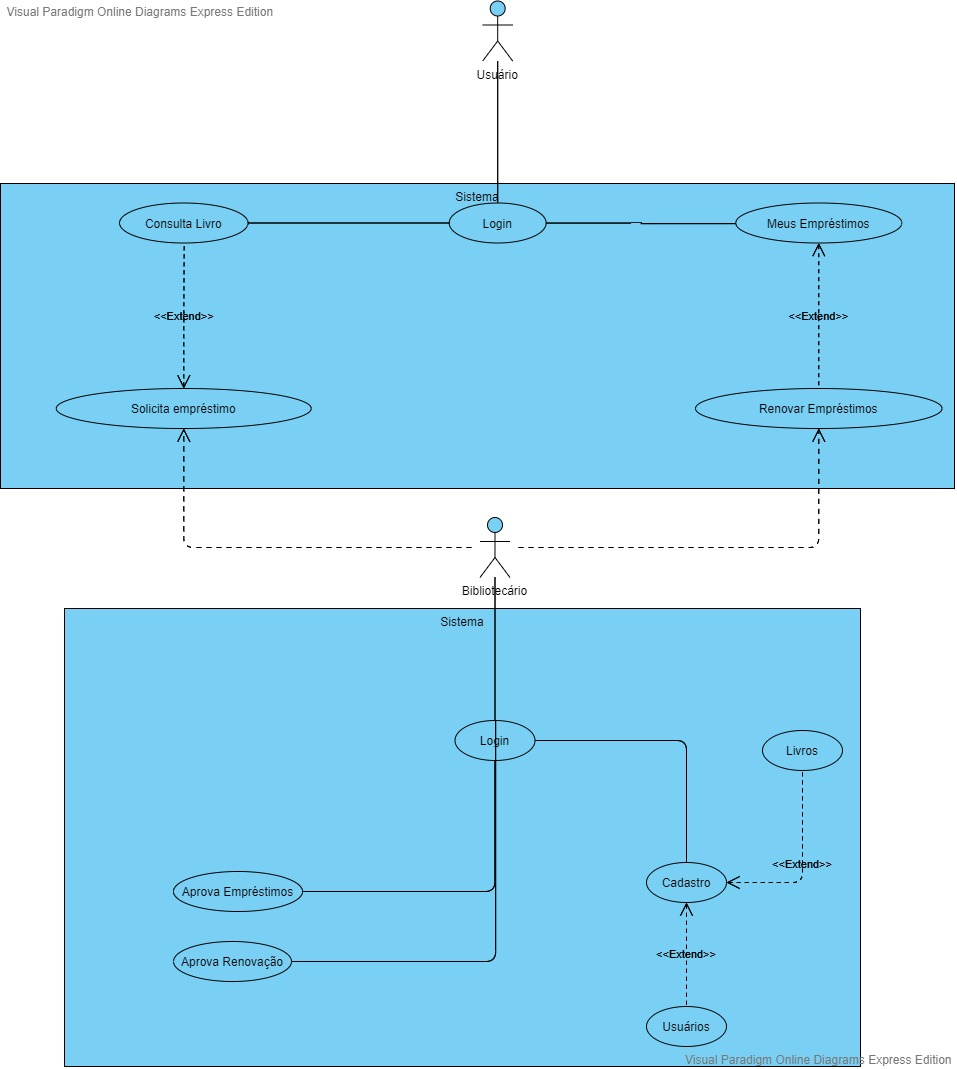 Visual Paradigm Online Diagrams Express Edition
Usuário
Sistema
Consulta Livro
Login
Meus Empréstimos
<<Extend>>
<<Extend>>
Solicita empréstimo
Renovar Empréstimos
Bibliotecário
Sistema
Login
Livros
<<Extend>>
Cadastro
Aprova Empréstimos
<<Extend>>
Aprova Renovação
Usuários
Visual Paradigm Online Diagrams Express Edition